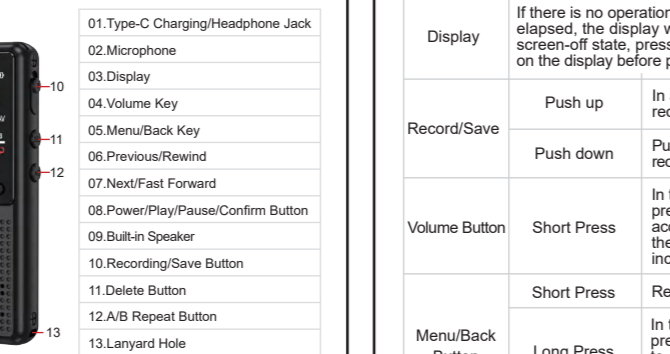 10
11
12
13
01.Type-C Charging/Headphone Jack
02.Microphone
03.Display
04.Volume Key
05.Menu/Back Key
06.Previous/Rewind
07.Next/Fast Forward
08.Power/Play/Pause/Confirm Button
09.Built-in Speaker
10.Recording/Save Button
11.Delete Button
12.A/B Repeat Button
13.Lanyard Hole
Display
If there is no operation
elapsed, the display
screen-off state, press
on the display before
Record/Save
Push up
In
Push down
Volume Button
Short Press
In
the
Menu/Back
Short Press
Long Press
In